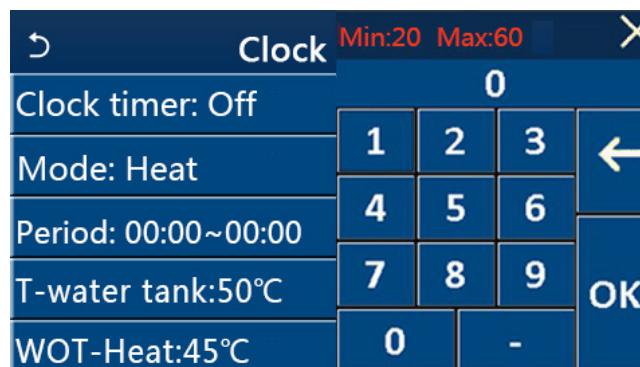 Clock
Clock timer: Off
Mode: Heat
Period: 00:00~00:00
T-water tank:50℃
WOT-Heat:45℃
Min:20 Max:60
0
1 2 3
4 5 6
7 8 9
OK
0 -